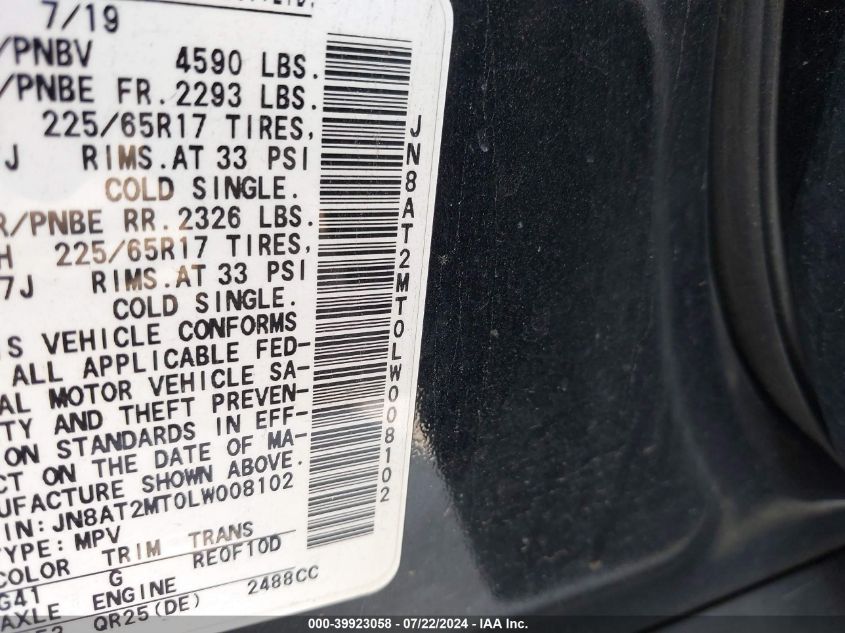 7/19
/PNBV 4590 LBS.
/PNBE FR. 2293 LBS.
225/65R17 TIRES,
J RIMS. AT 33 PSI
COLD SINGLE.
R/PNBE RR. 2326 LBS.
H 225/65R17 TIRES,
7J RIMS. AT 33 PSI
COLD SINGLE.
S VEHICLE CONFORMS
ALL APPLICABLE FED-
AL MOTOR VEHICLE SA-
TY AND THEFT PREVEN-
ON STANDARDS IN EFF-
CT ON THE DATE OF MA-
UFACTURE SHOWN ABOVE.
IN: JN8AT2MT0LW008102
TYPE: MPV
COLOR TRIM TRANS
G41 G RE0F10D
AXLE ENGINE
QR25(DE) 2488CC
JN8AT2MT0LW008102
000-39923058 - 07/22/2024 - IAA Inc.